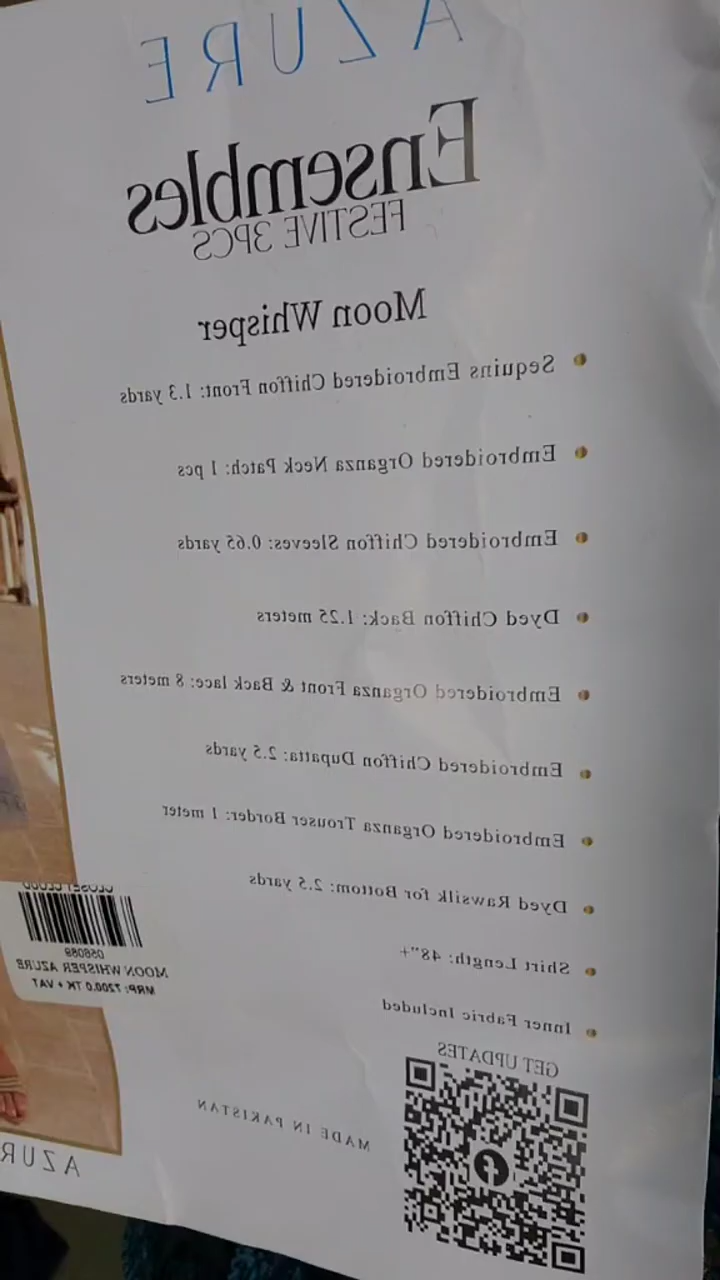 AZURE
Ensembles
FESTIVE 3PCS
Moon Whisper
Sequins Embroidered Chiffon Front: 1.3 yards
Embroidered Organza Neck Patch: 1 pcs
Embroidered Chiffon Sleeves: 0.65 yards
Dyed Chiffon Back: 1.25 meters
Embroidered Organza Front & Back lace: 8 meters
Embroidered Chiffon Dupatta: 2.5 yards
Embroidered Organza Trouser Border: 1 meter
Dyed Rawsilk for Bottom: 2.5 yards
Shirt Length: 48"+
Inner Fabric Included
GET UPDATES
MADE IN PAKISTAN
CLOSET CLOUD
MOON WHISPER AZURE
MRP: 7200.0 TK + VAT
AZUR